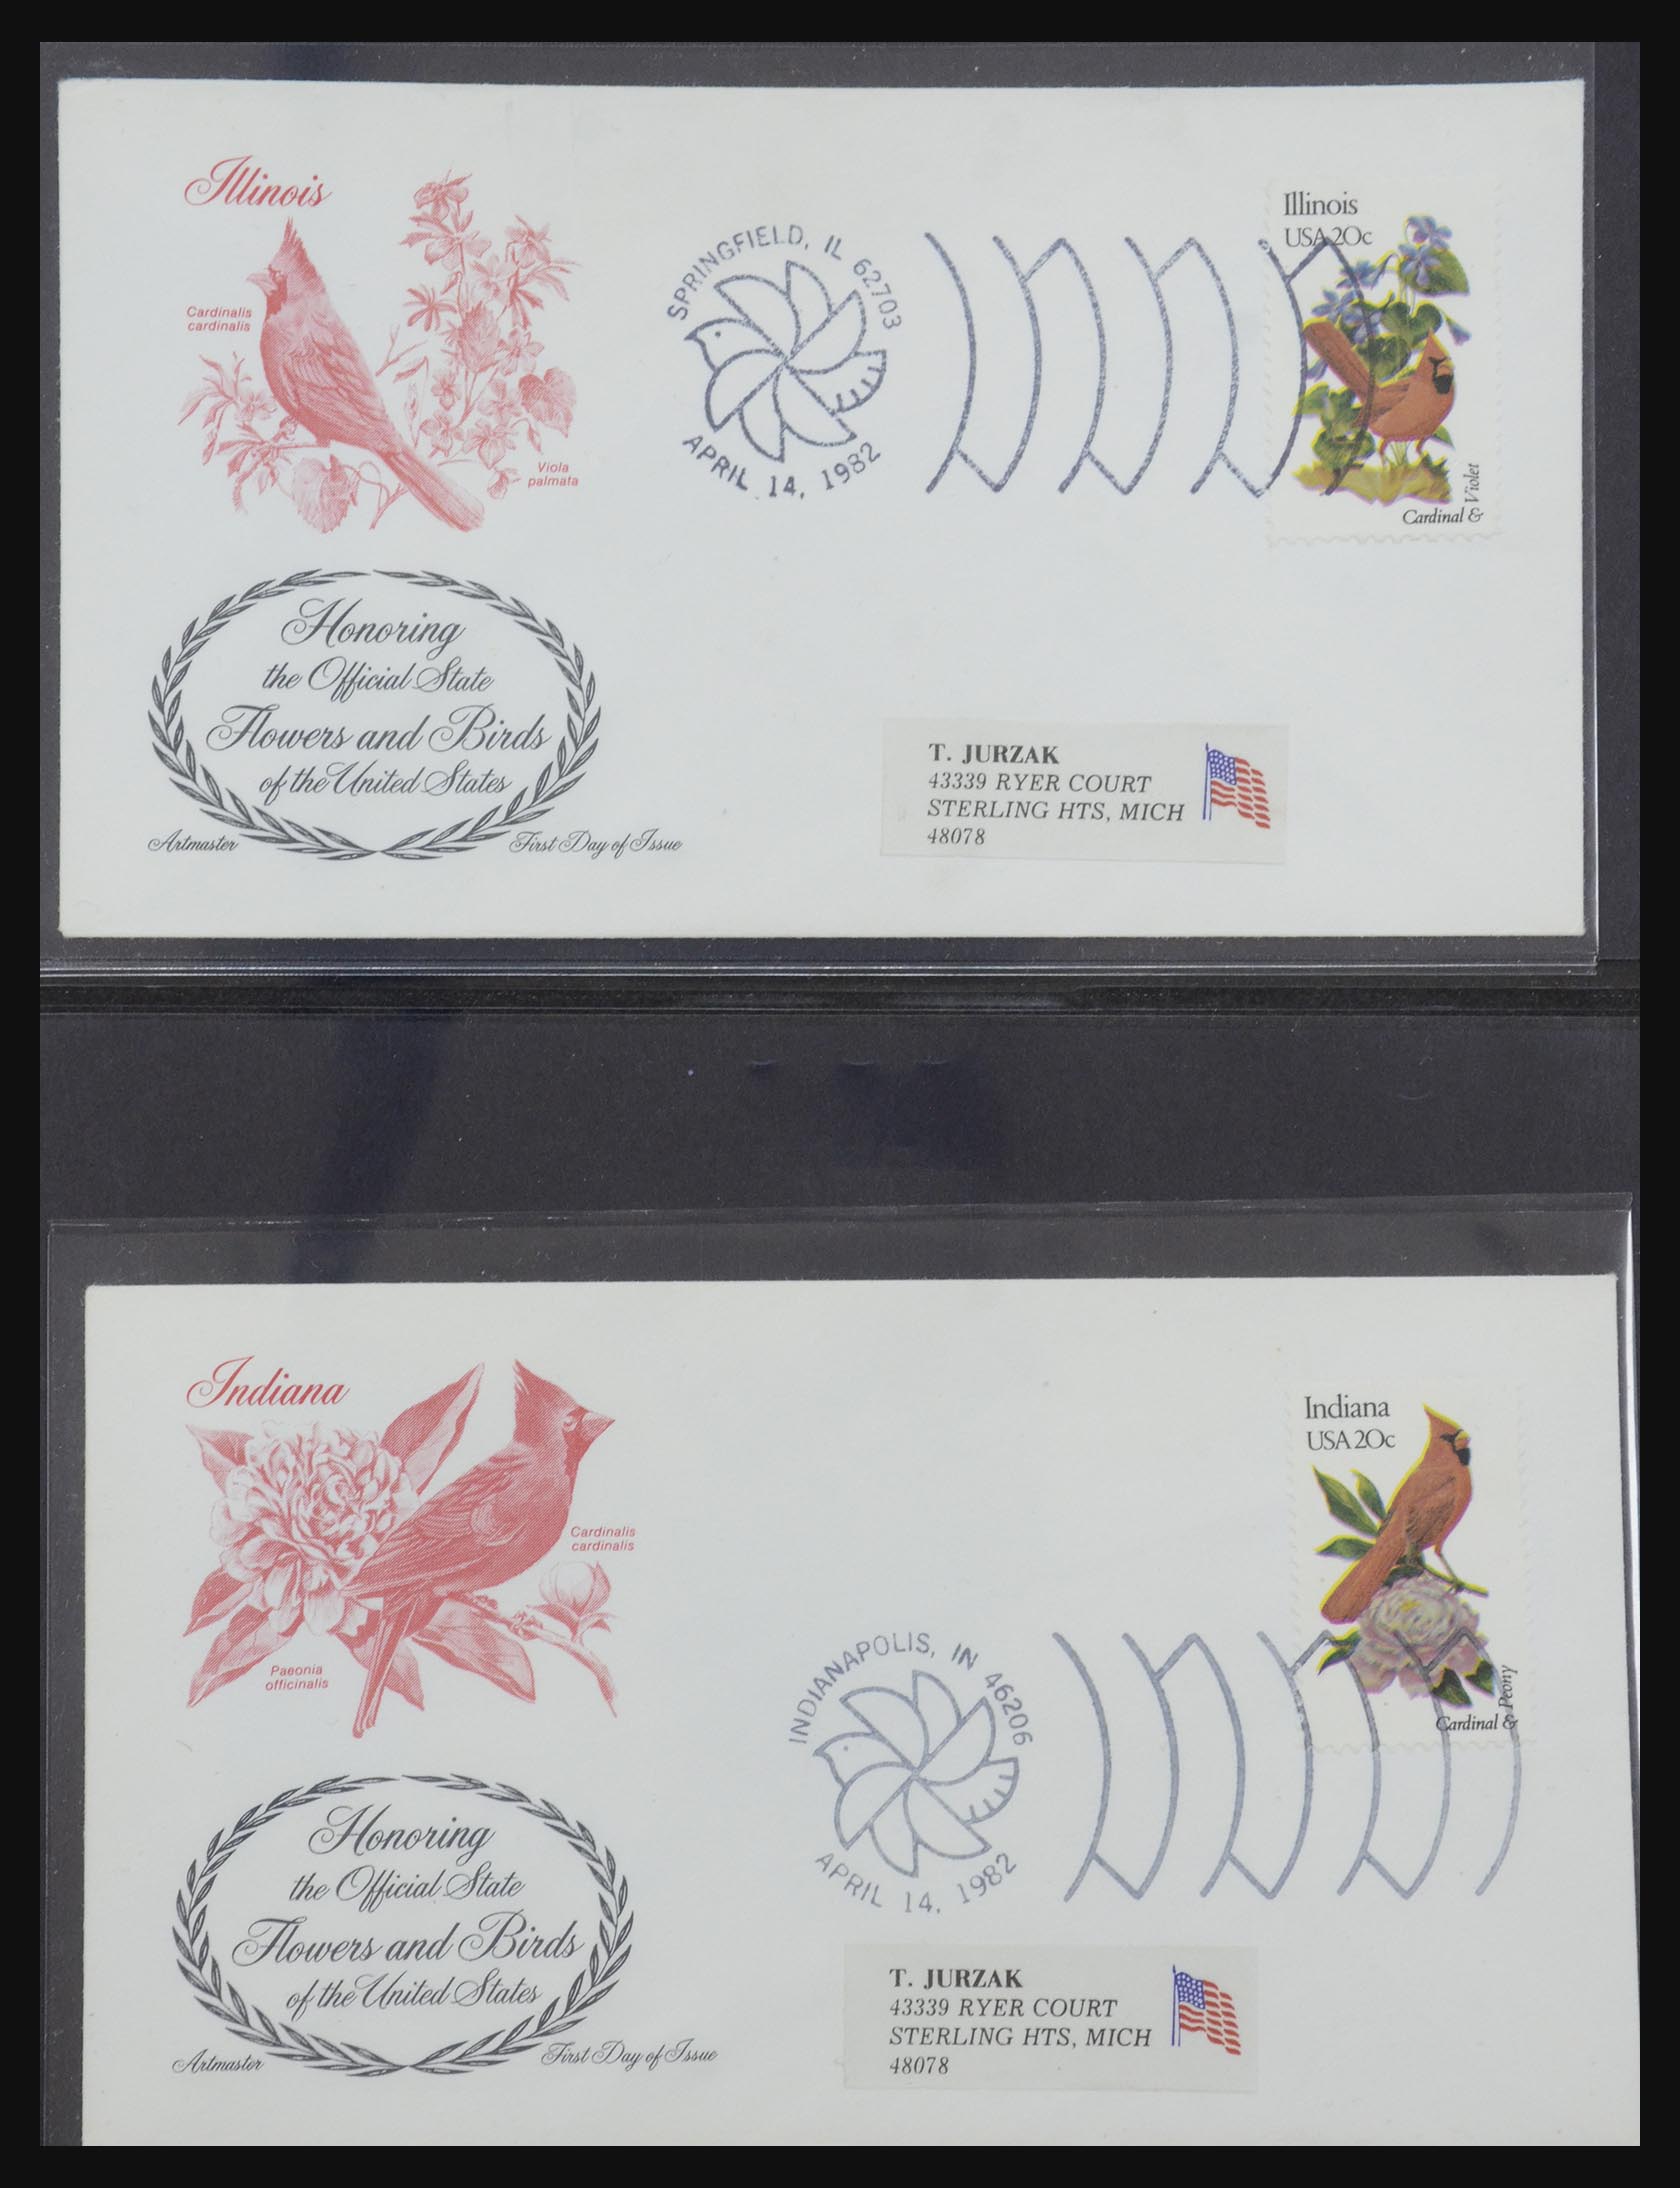 Illinois
Cardinalis
cardinalis
Viola
palmata
SPRINGFIELD, IL 62703
APRIL 14, 1982
Illinois
USA 20c
Cardinal & Violet
Honoring
the Official State
Flowers and Birds
of the United States
Artmaster
First Day of Issue
T. JURZAK
43339 RYER COURT
STERLING HTS, MICH
48078
Indiana
Cardinalis
cardinalis
Paeonia
officinalis
INDIANAPOLIS, IN 46206
APRIL 14, 1982
Indiana
USA 20c
Cardinal & Peony
Honoring
the Official State
Flowers and Birds
of the United States
Artmaster
First Day of Issue
T. JURZAK
43339 RYER COURT
STERLING HTS, MICH
48078